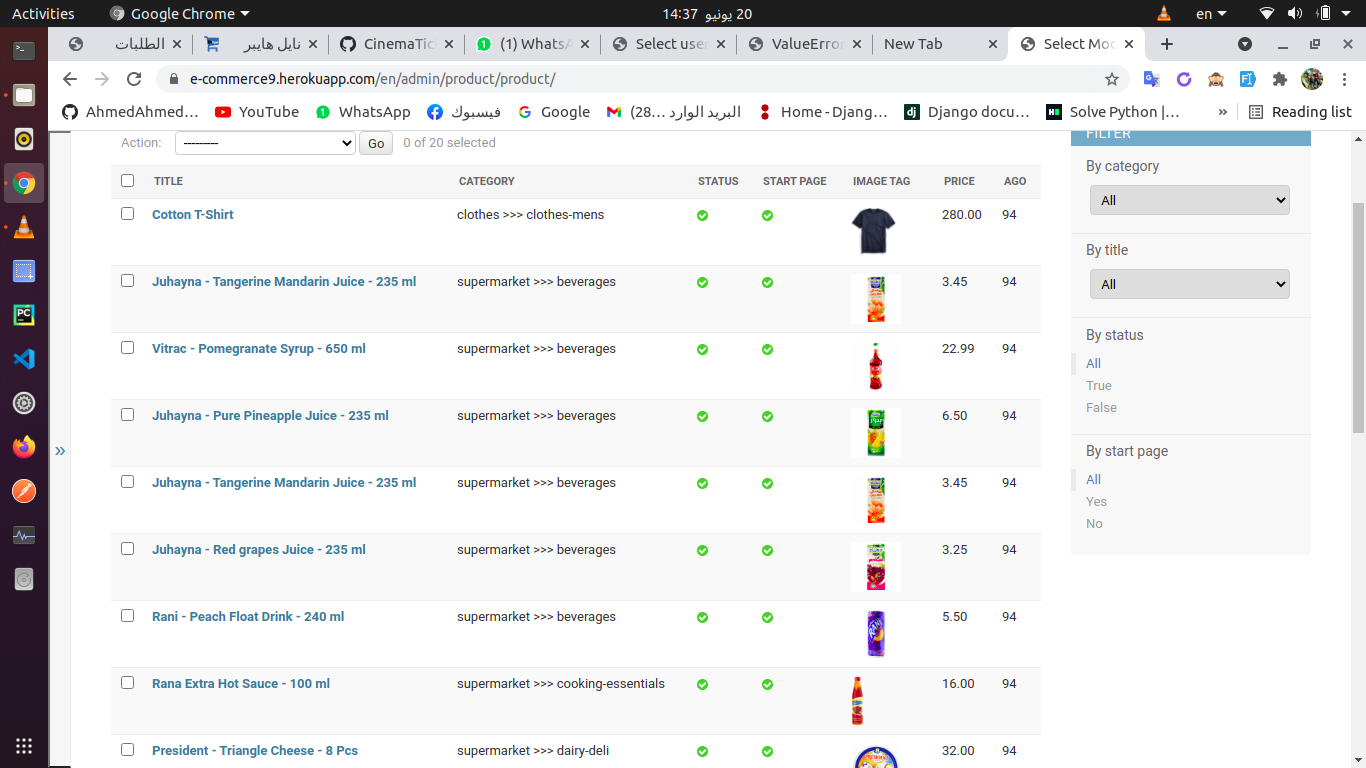 Activities
Google Chrome
20 يونيو 14:37
en
الطلبات
نايل هايبر
CinemaTic
(1) WhatsA
Select user
ValueError
New Tab
Select Mod
e-commerce9.herokuapp.com/en/admin/product/product/
AhmedAhmed...
YouTube
WhatsApp
فيسبوك
Google
البريد الوارد ...(28
Home - Djang...
Django docu...
Solve Python |...
»
Reading list
Action:
---------
Go
0 of 20 selected
FILTER
TITLE CATEGORY STATUS START PAGE IMAGE TAG PRICE AGO
Cotton T-Shirt clothes >>> clothes-mens 280.00 94
Juhayna - Tangerine Mandarin Juice - 235 ml supermarket >>> beverages 3.45 94
Vitrac - Pomegranate Syrup - 650 ml supermarket >>> beverages 22.99 94
Juhayna - Pure Pineapple Juice - 235 ml supermarket >>> beverages 6.50 94
Juhayna - Tangerine Mandarin Juice - 235 ml supermarket >>> beverages 3.45 94
Juhayna - Red grapes Juice - 235 ml supermarket >>> beverages 3.25 94
Rani - Peach Float Drink - 240 ml supermarket >>> beverages 5.50 94
Rana Extra Hot Sauce - 100 ml supermarket >>> cooking-essentials 16.00 94
President - Triangle Cheese - 8 Pcs supermarket >>> dairy-deli 32.00 94
By category
All
By title
All
By status
All
True
False
By start page
All
Yes
No
»